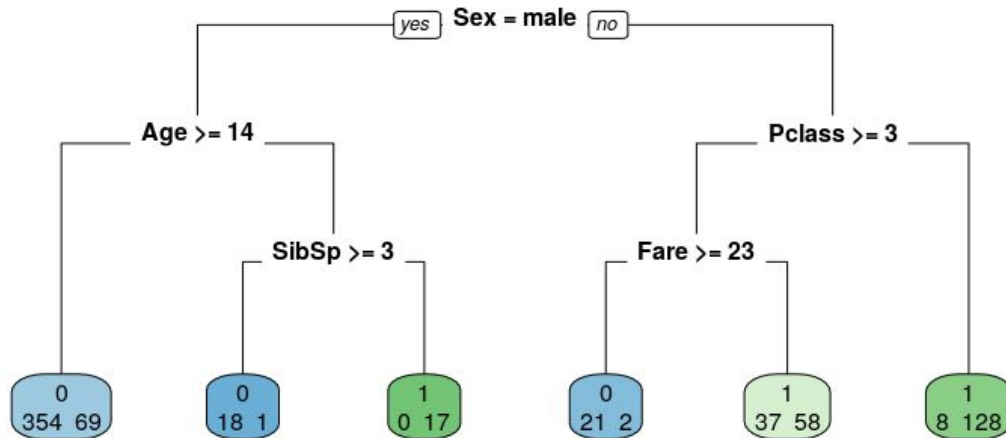 yes Sex = male no
Age >= 14 Pclass >= 3
SibSp >= 3 Fare >= 23
0 0 1 0 1 1
354 69 18 1 0 17 21 2 37 58 8 128